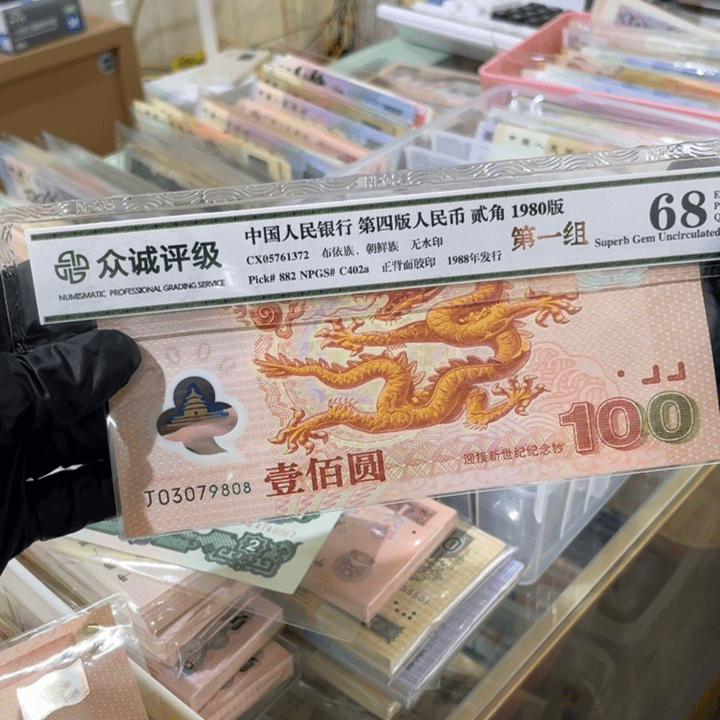 众诚评级
NUMISMATIC PROFESSIONAL GRADING SERVICE
中国人民银行 第四版人民币 贰角 1980版
CX05761372 布依族、朝鲜族 无水印
Pick# 882 NPGS# C402a 正背面胶印 1988年发行
第一组
68
Superb Gem Uncirculated
J03079808
壹佰圆
迎接新世纪纪念钞
100
2